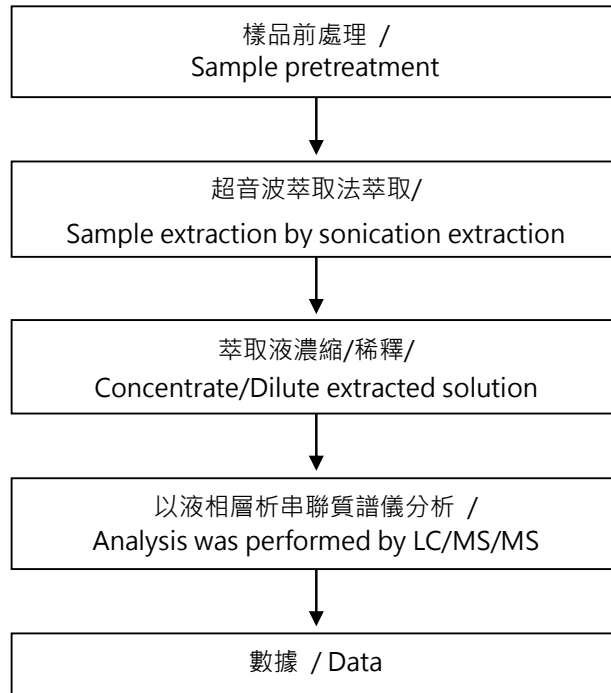 樣品前處理 /
Sample pretreatment
超音波萃取法萃取/
Sample extraction by sonication extraction
萃取液濃縮/稀釋/
Concentrate/Dilute extracted solution
以液相層析串聯質譜儀分析 /
Analysis was performed by LC/MS/MS
數據 / Data